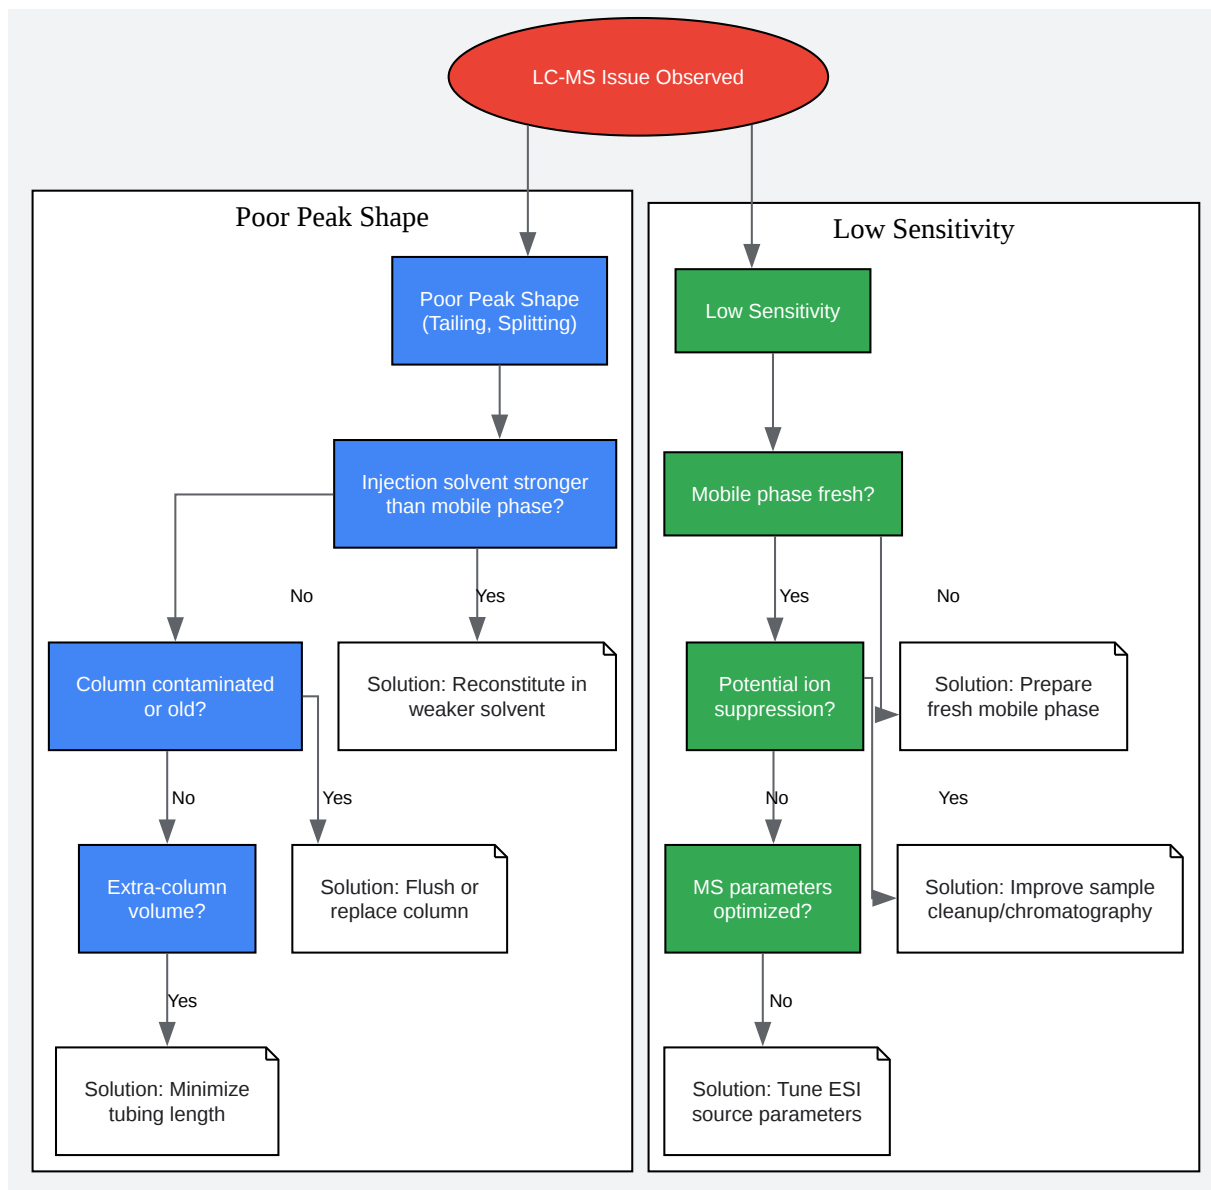 LC-MS Issue Observed
Poor Peak Shape
Poor Peak Shape
(Tailing, Splitting)
Injection solvent stronger
than mobile phase?
No
Yes
Column contaminated
or old?
Solution: Reconstitute in
weaker solvent
No
Yes
Extra-column
volume?
Solution: Flush or
replace column
Yes
Solution: Minimize
tubing length
Low Sensitivity
Low Sensitivity
Mobile phase fresh?
Yes
No
Potential ion
suppression?
Solution: Prepare
fresh mobile phase
No
Yes
MS parameters
optimized?
Solution: Improve sample
cleanup/chromatography
No
Solution: Tune ESI
source parameters